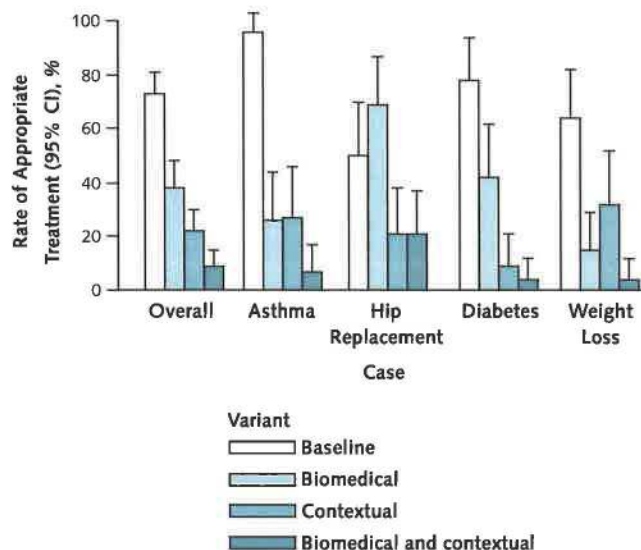 Rate of Appropriate
Treatment (95% CI), %
100
80
60
40
20
0
Overall
Asthma
Hip
Replacement
Diabetes
Weight
Loss
Case
Variant
Baseline
Biomedical
Contextual
Biomedical and contextual